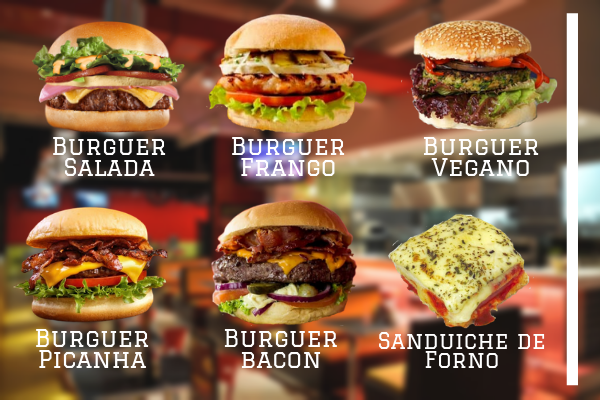 Burguer
Salada
Burguer
Frango
Burguer
Vegano
Burguer
Picanha
Burguer
bacon
Sanduiche de
Forno